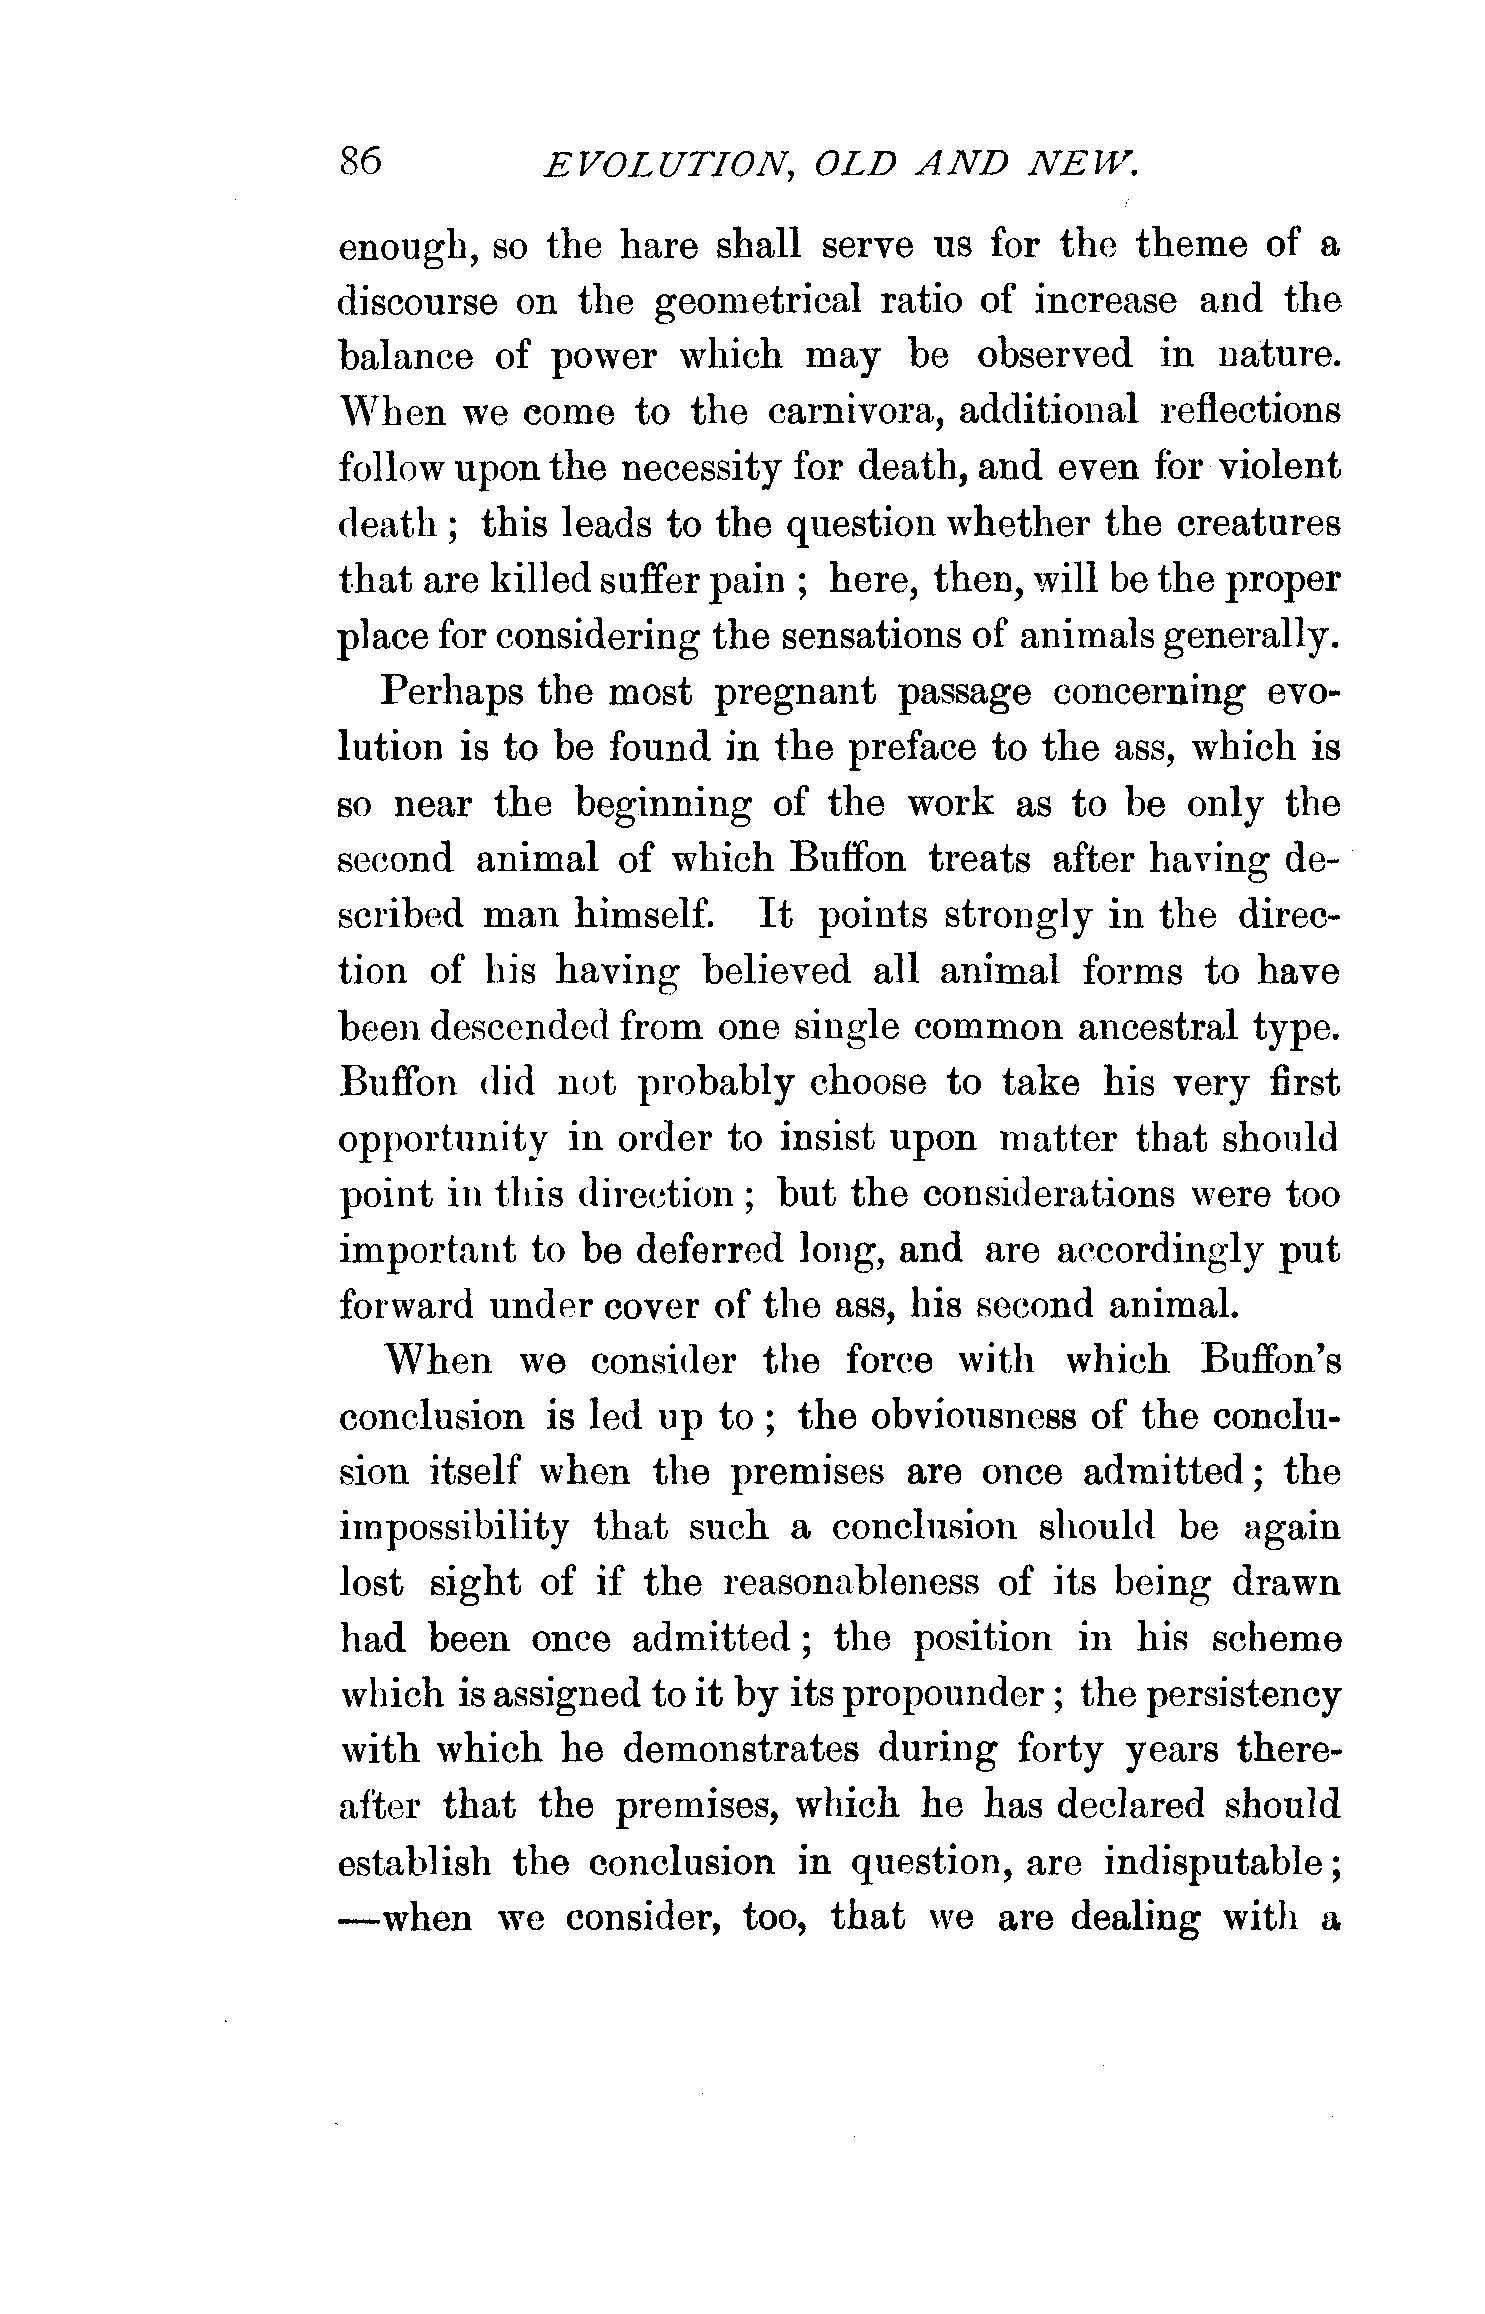 86 EVOLUTION, OLD AND NEW.
enough, so the hare shall serve us for the theme of a
discourse on the geometrical ratio of increase and the
balance of power which may be observed in nature.
When we come to the carnivora, additional reflections
follow upon the necessity for death, and even for violent
death ; this leads to the question whether the creatures
that are killed suffer pain ; here, then, will be the proper
place for considering the sensations of animals generally.
Perhaps the most pregnant passage concerning evo-
lution is to be found in the preface to the ass, which is
so near the beginning of the work as to be only the
second animal of which Buffon treats after having de-
scribed man himself. It points strongly in the direc-
tion of his having believed all animal forms to have
been descended from one single common ancestral type.
Buffon did not probably choose to take his very first
opportunity in order to insist upon matter that should
point in this direction ; but the considerations were too
important to be deferred long, and are accordingly put
forward under cover of the ass, his second animal.
When we consider the force with which Buffon's
conclusion is led up to ; the obviousness of the conclu-
sion itself when the premises are once admitted ; the
impossibility that such a conclusion should be again
lost sight of if the reasonableness of its being drawn
had been once admitted ; the position in his scheme
which is assigned to it by its propounder ; the persistency
with which he demonstrates during forty years there-
after that the premises, which he has declared should
establish the conclusion in question, are indisputable ;
—when we consider, too, that we are dealing with a